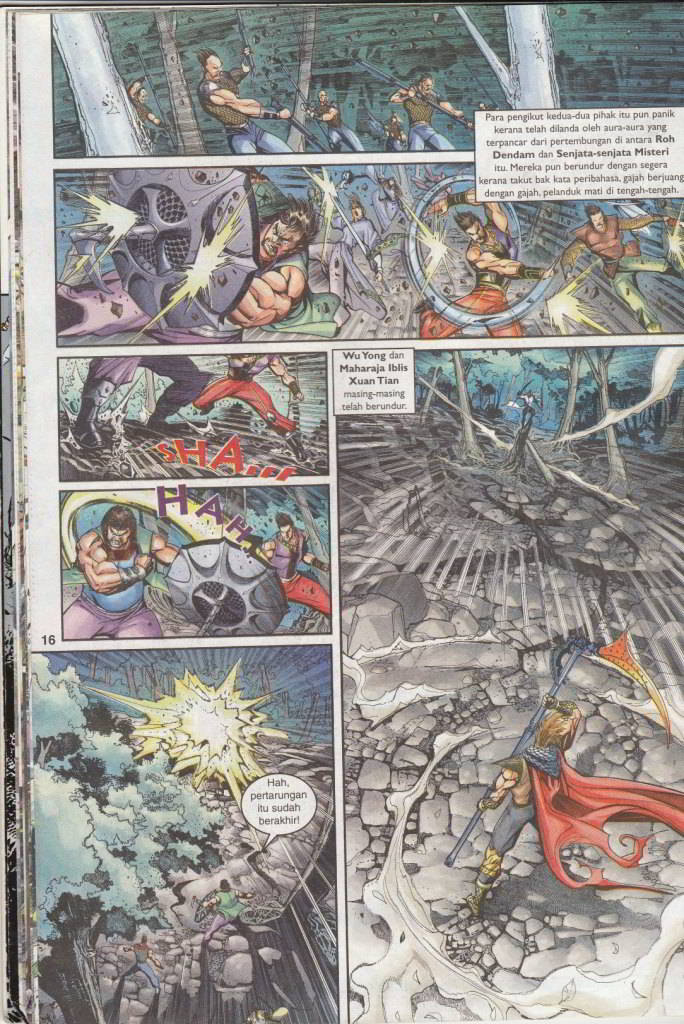 Para pengikut kedua-dua pihak itu pun panik
kerana telah dilanda oleh aura-aura yang
terpancar dari pertembungan di antara Roh
Dendam dan Senjata-senjata Misteri
itu. Mereka pun berundur dengan segera
kerana takut bak kata peribahasa, gajah berjuang
dengan gajah, pelanduk mati di tengah-tengah.
Wu Yong dan
Maharaja Iblis
Xuan Tian
masing-masing
telah berundur.
SHA...
HAH
16
Hah,
pertarungan
itu sudah
berakhir!